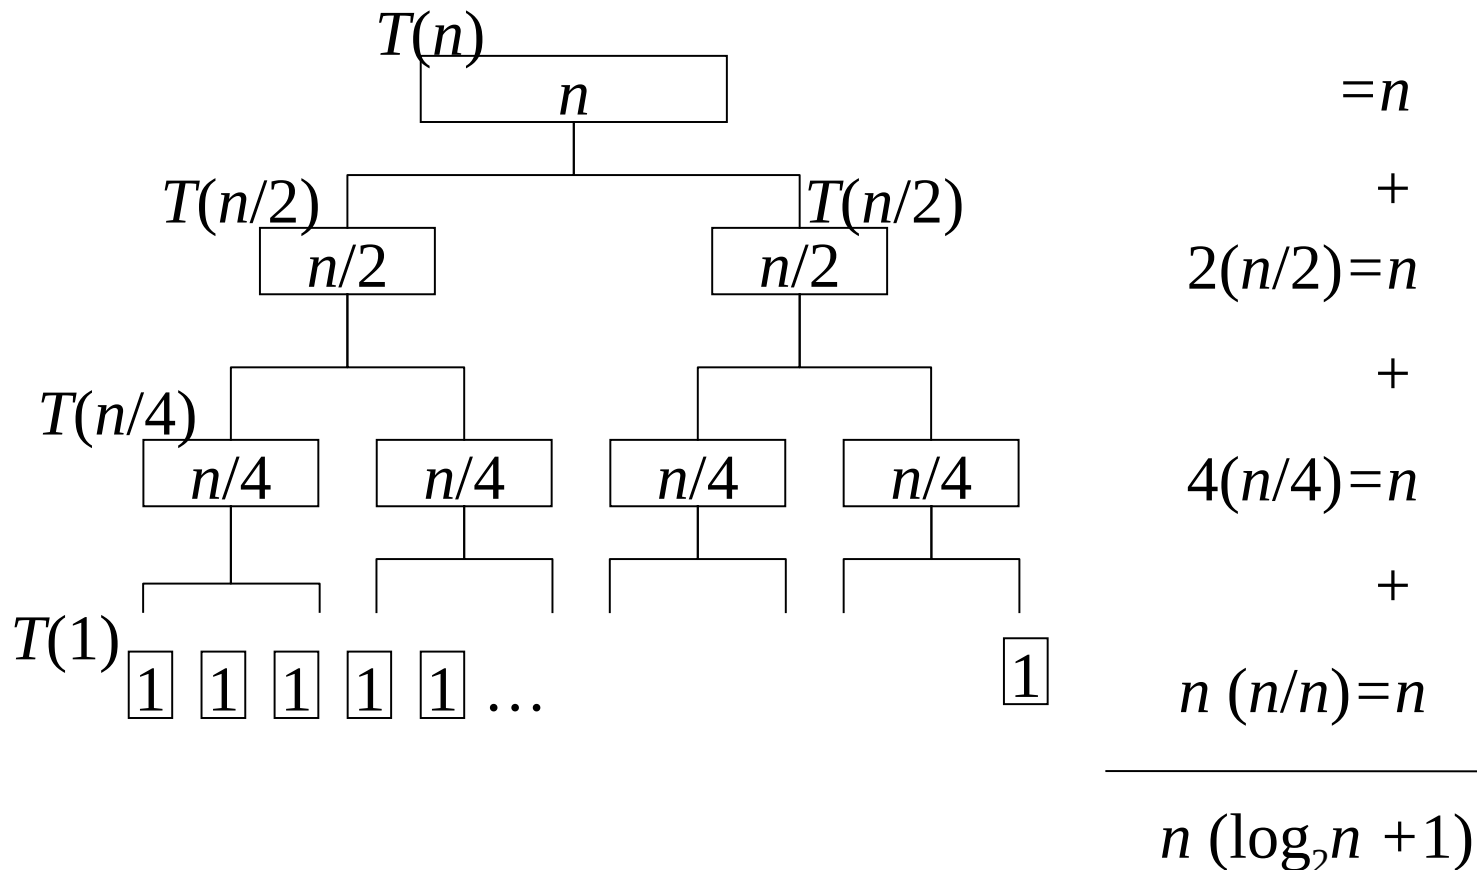 T(n)
n
=n
+
T(n/2) T(n/2)
n/2 n/2
2(n/2)=n
+
T(n/4)
n/4 n/4 n/4 n/4
4(n/4)=n
+
T(1)
1 1 1 1 1 … 1
n (n/n)=n
n (log₂n +1)